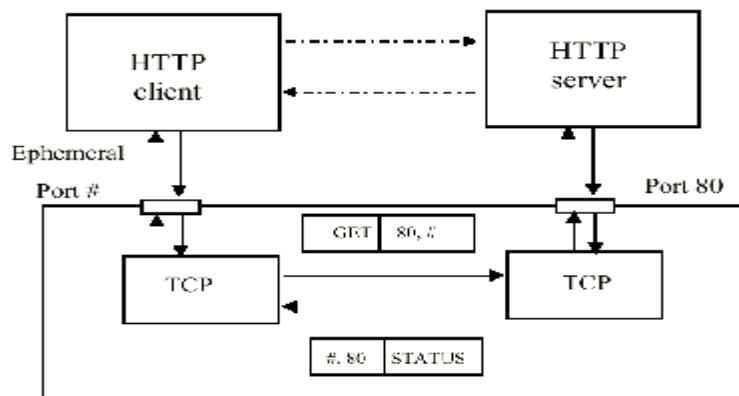 HTTP
client
HTTP
server
Ephemeral
Port #
Port 80
GET 80, #
TCP
TCP
#, 80 STATUS